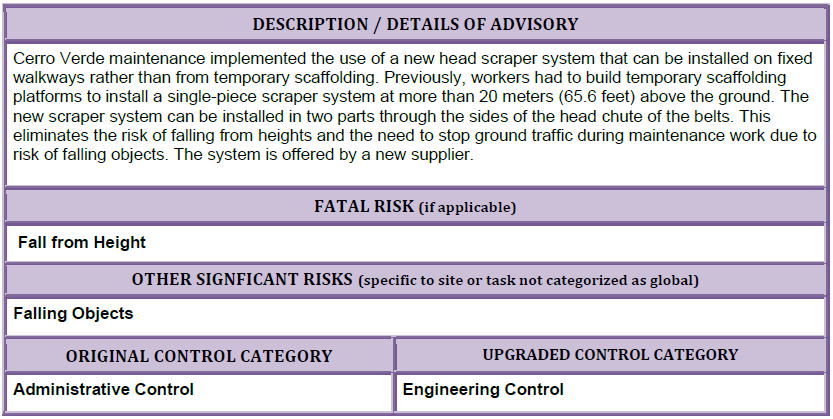 DESCRIPTION / DETAILS OF ADVISORY
Cerro Verde maintenance implemented the use of a new head scraper system that can be installed on fixed
walkways rather than from temporary scaffolding. Previously, workers had to build temporary scaffolding
platforms to install a single-piece scraper system at more than 20 meters (65.6 feet) above the ground. The
new scraper system can be installed in two parts through the sides of the head chute of the belts. This
eliminates the risk of falling from heights and the need to stop ground traffic during maintenance work due to
risk of falling objects. The system is offered by a new supplier.
FATAL RISK (if applicable)
Fall from Height
OTHER SIGNFICANT RISKS (specific to site or task not categorized as global)
Falling Objects
ORIGINAL CONTROL CATEGORY
UPGRADED CONTROL CATEGORY
Administrative Control
Engineering Control